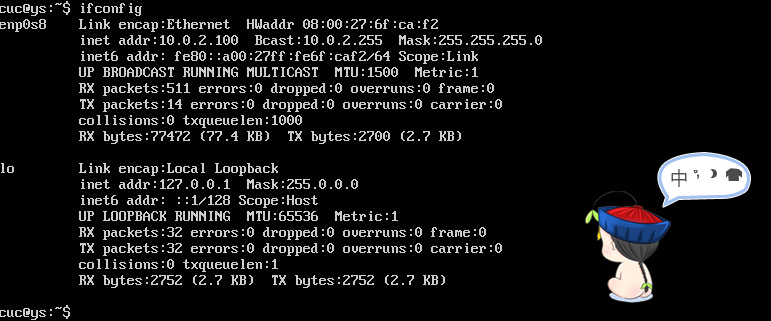 cuc@ys:~$ ifconfig
enp0s8    Link encap:Ethernet  HWaddr 08:00:27:6f:ca:f2
          inet addr:10.0.2.100  Bcast:10.0.2.255  Mask:255.255.255.0
          inet6 addr: fe80::a00:27ff:fe6f:caf2/64 Scope:Link
          UP BROADCAST RUNNING MULTICAST  MTU:1500  Metric:1
          RX packets:511 errors:0 dropped:0 overruns:0 frame:0
          TX packets:14 errors:0 dropped:0 overruns:0 carrier:0
          collisions:0 txqueuelen:1000
          RX bytes:77472 (77.4 KB)  TX bytes:2700 (2.7 KB)
lo        Link encap:Local Loopback
          inet addr:127.0.0.1  Mask:255.0.0.0
          inet6 addr: ::1/128 Scope:Host
          UP LOOPBACK RUNNING  MTU:65536  Metric:1
          RX packets:32 errors:0 dropped:0 overruns:0 frame:0
          TX packets:32 errors:0 dropped:0 overruns:0 carrier:0
          collisions:0 txqueuelen:1
          RX bytes:2752 (2.7 KB)  TX bytes:2752 (2.7 KB)
中 °,
cuc@ys:~$